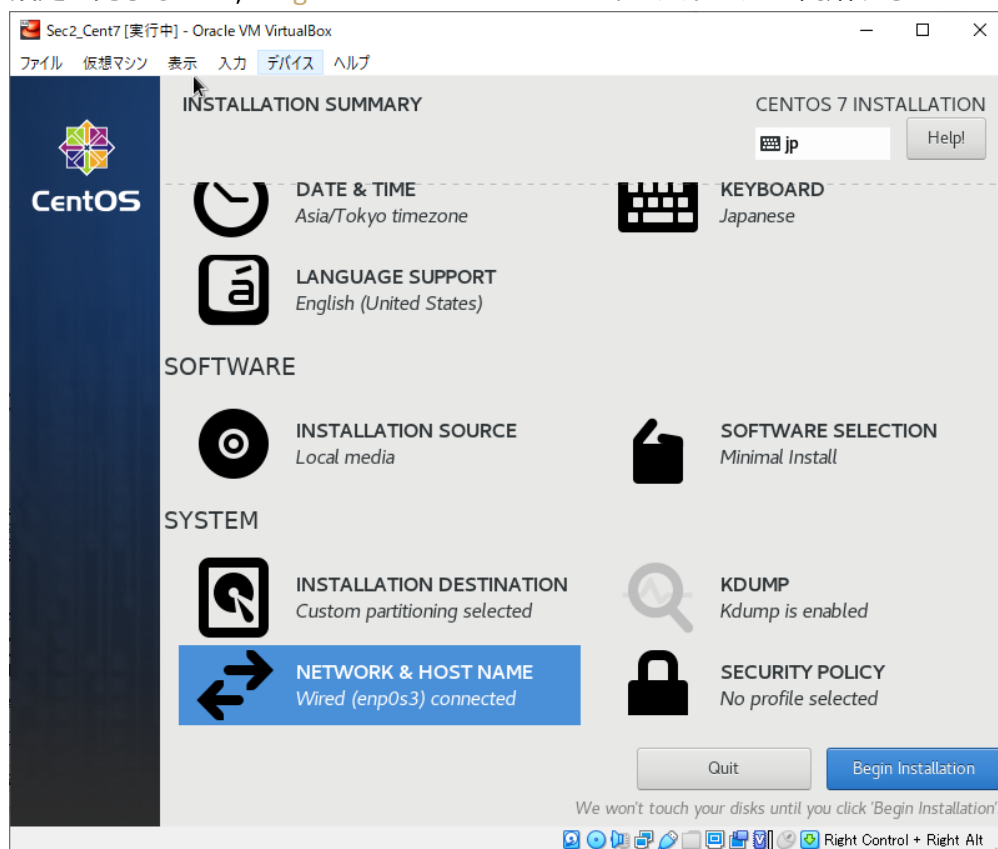 Sec2_Cent7 [実行中] - Oracle VM VirtualBox
ファイル 仮想マシン 表示 入力 デバイス ヘルプ
INSTALLATION SUMMARY
CENTOS 7 INSTALLATION
jp
Help!
CentOS
DATE & TIME
Asia/Tokyo timezone
KEYBOARD
Japanese
LANGUAGE SUPPORT
English (United States)
SOFTWARE
INSTALLATION SOURCE
Local media
SOFTWARE SELECTION
Minimal Install
SYSTEM
INSTALLATION DESTINATION
Custom partitioning selected
KDUMP
Kdump is enabled
NETWORK & HOST NAME
Wired (enp0s3) connected
SECURITY POLICY
No profile selected
Quit
Begin Installation
We won't touch your disks until you click 'Begin Installation'
Right Control + Right Alt